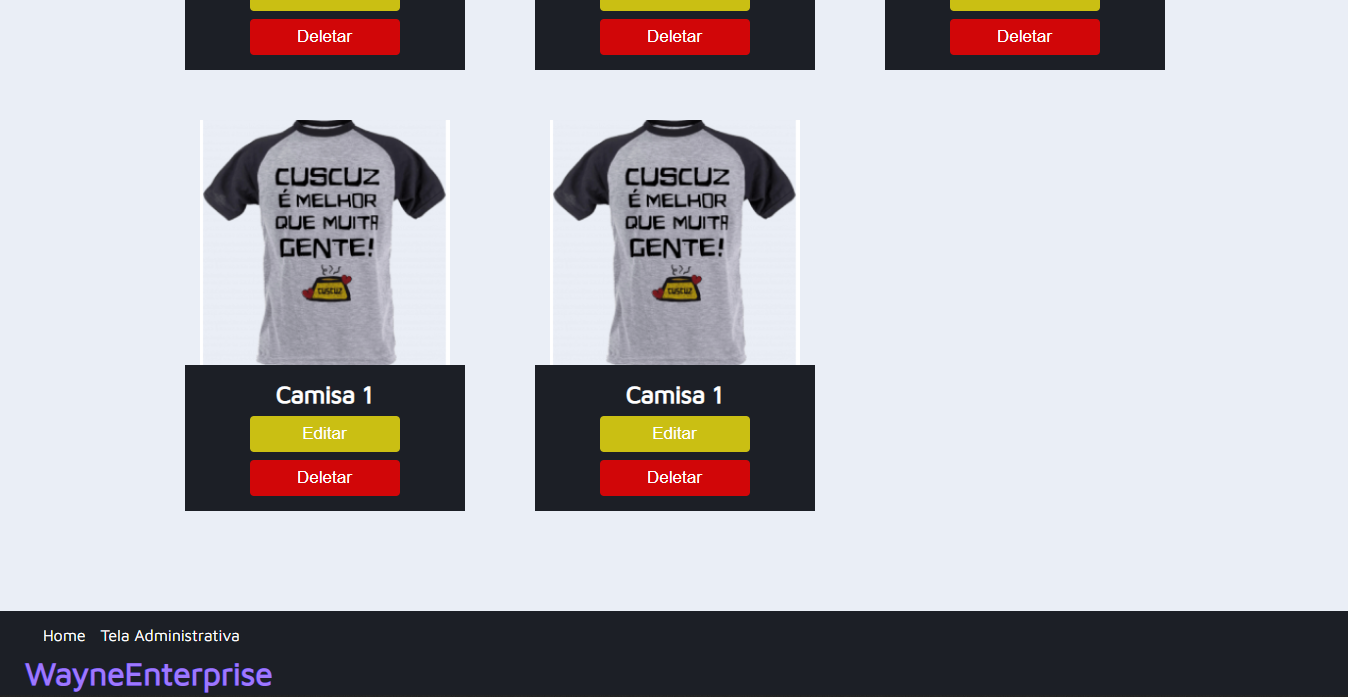 Deletar Deletar Deletar
CUSCUZ
É MELHOR
QUE MUITA
GENTE!
CUSCUZ
CUSCUZ
É MELHOR
QUE MUITA
GENTE!
CUSCUZ
Camisa 1
Editar
Deletar
Camisa 1
Editar
Deletar
Home Tela Administrativa
WayneEnterprise